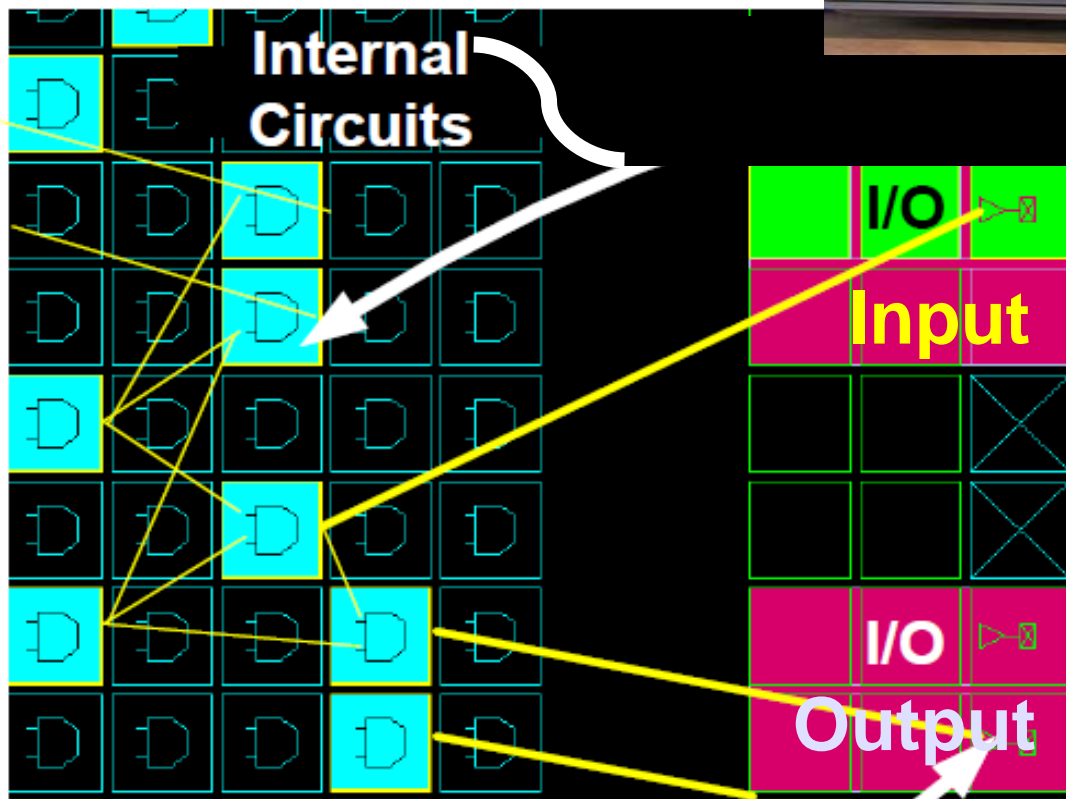 Internal
Circuits
I/O
Input
I/O
Output